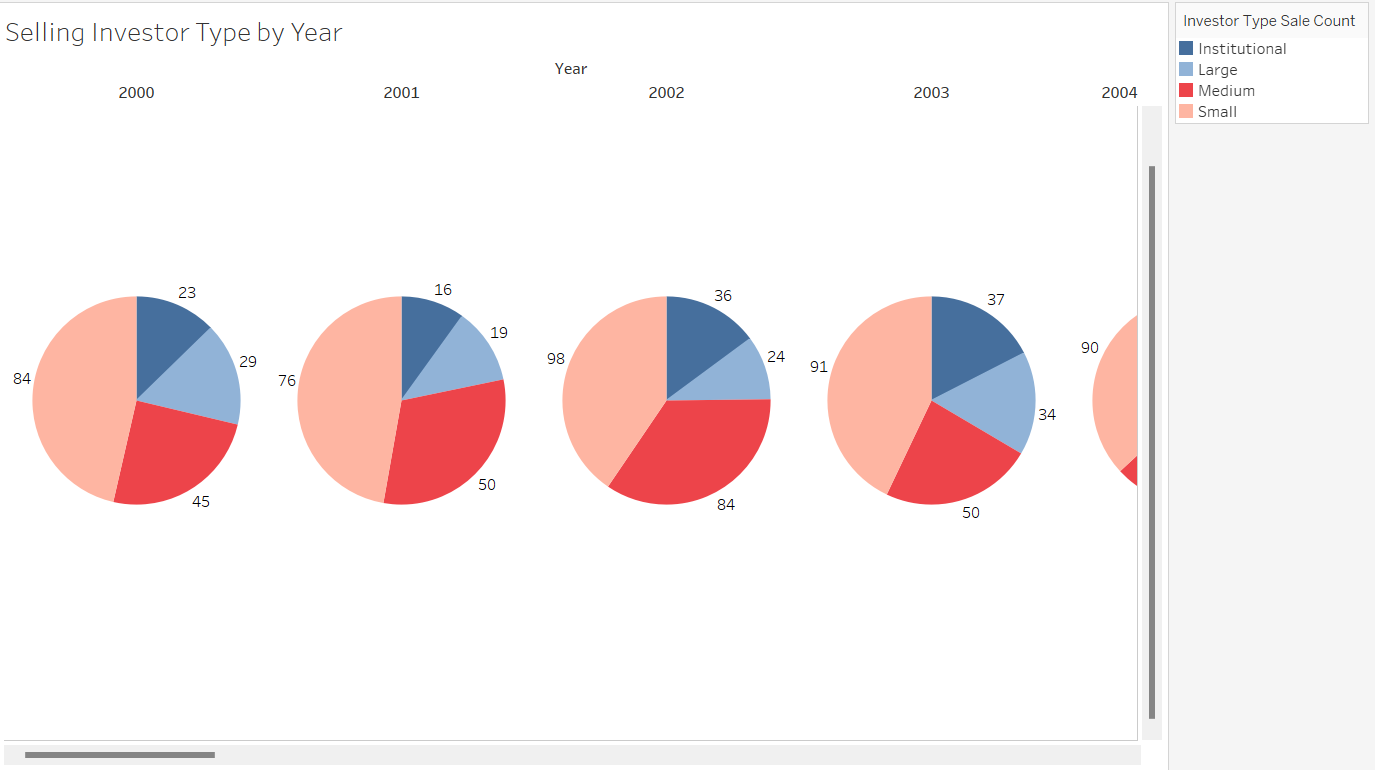 Selling Investor Type by Year
Year
2000 2001 2002 2003 2004
23
29
45
84
16
19
50
76
36
24
84
98
37
34
50
91
90
Investor Type Sale Count
Institutional
Large
Medium
Small